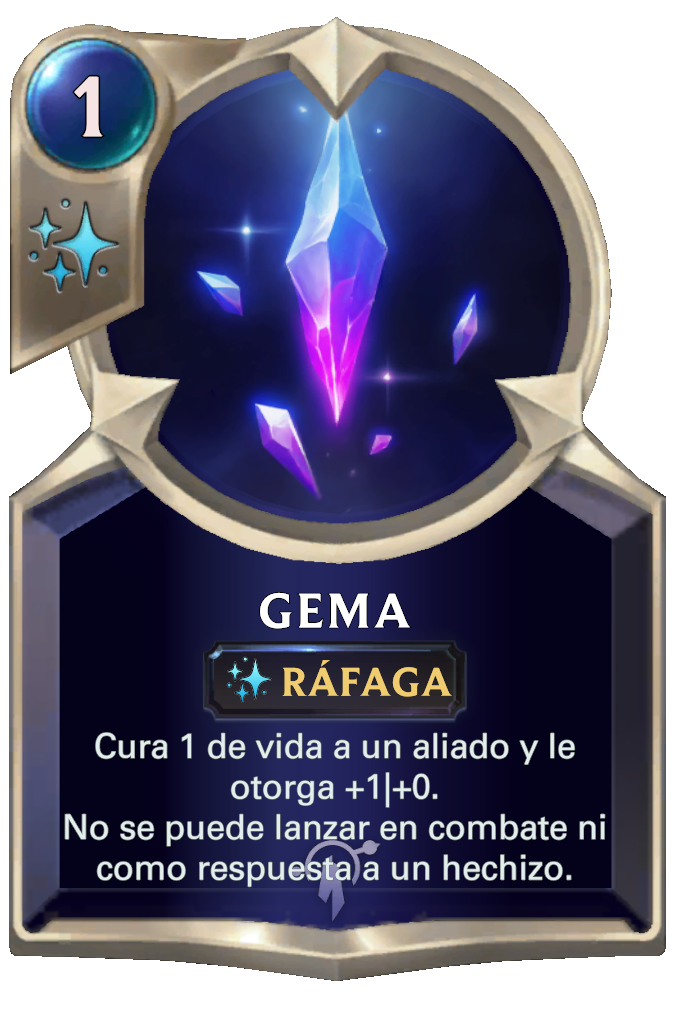 1
GEMA
RÁFAGA
Cura 1 de vida a un aliado y le
otorga +1|+0.
No se puede lanzar en combate ni
como respuesta a un hechizo.